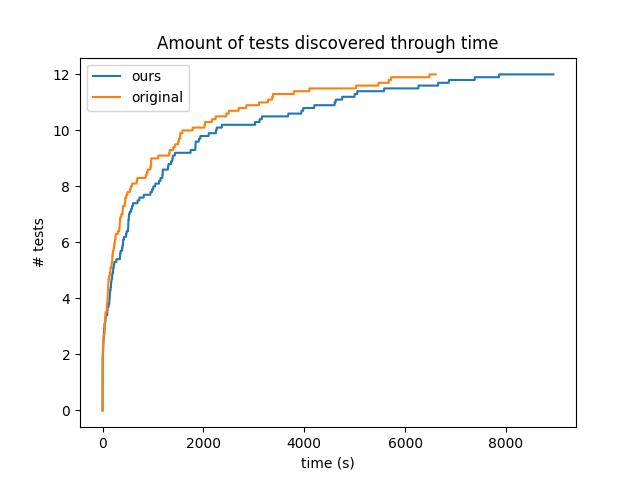 Amount of tests discovered through time
ours
original
12
10
8
6
4
2
0
# tests
0 2000 4000 6000 8000
time (s)